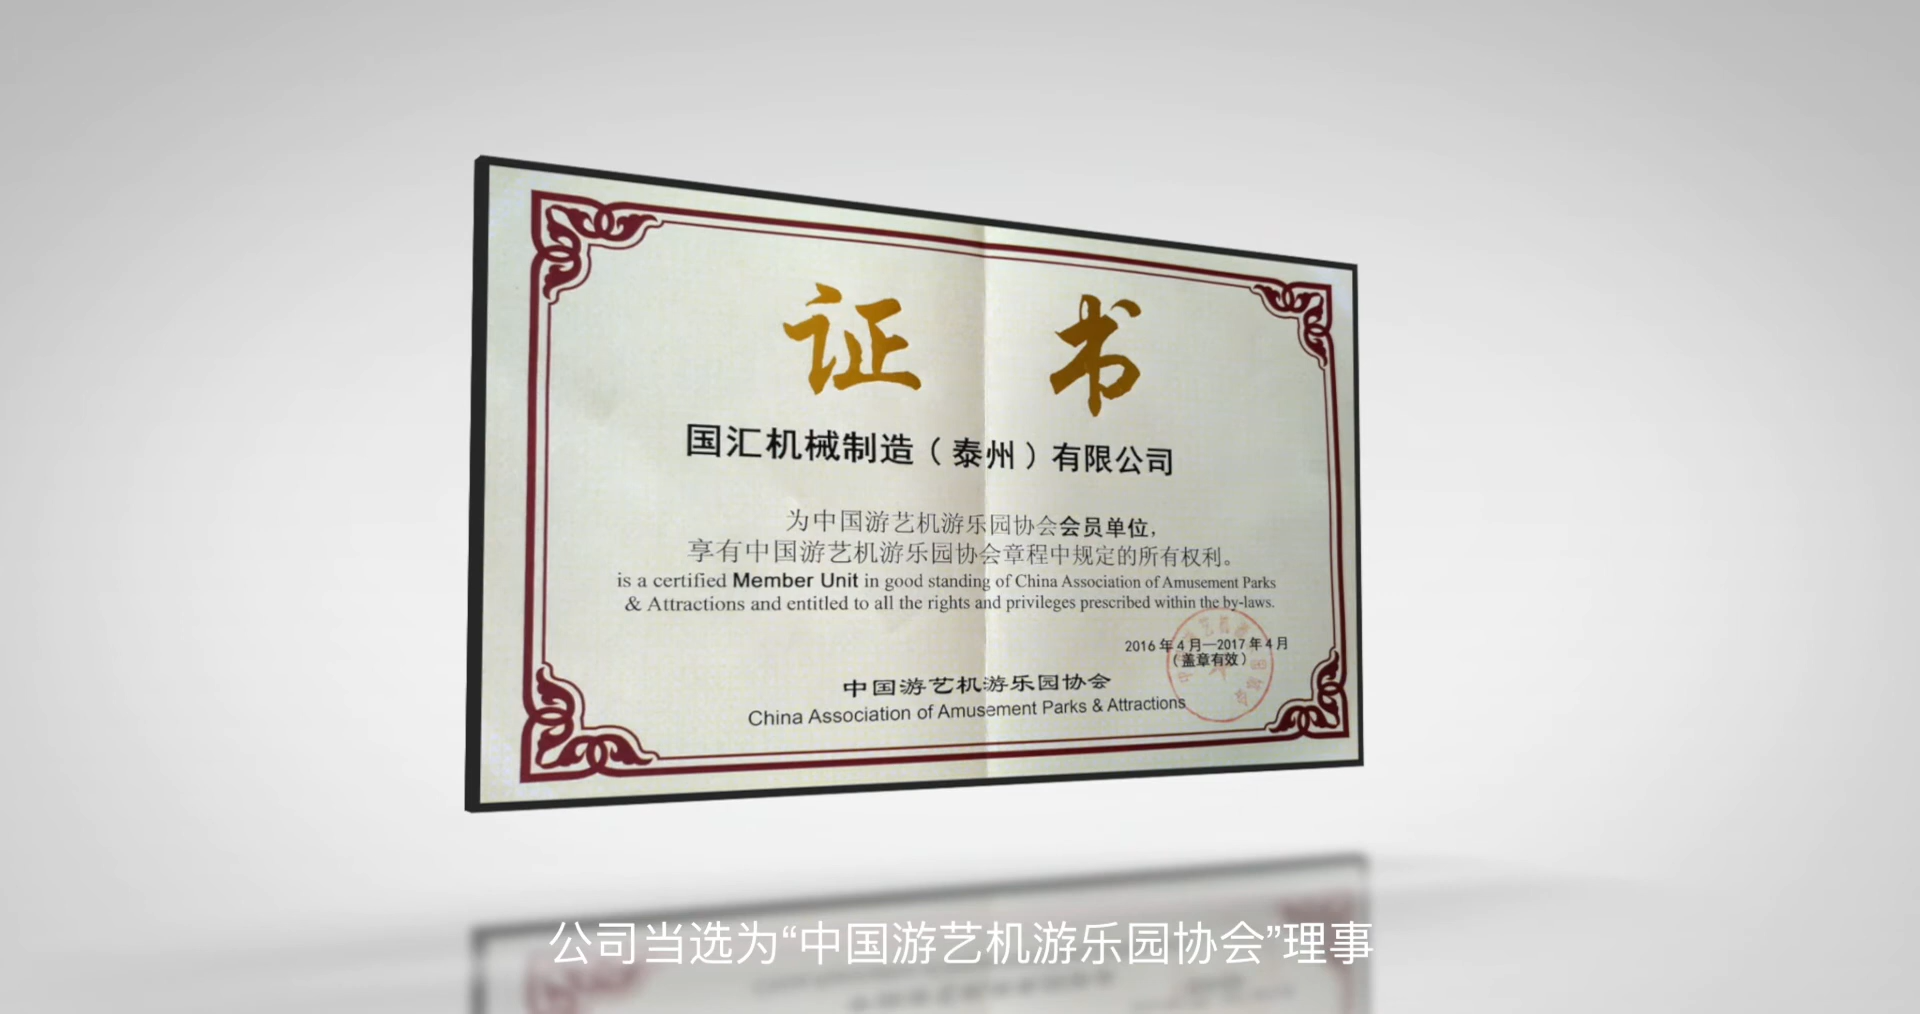 证 书
国汇机械制造（泰州）有限公司
为中国游艺机游乐园协会会员单位，
享有中国游艺机游乐园协会章程中规定的所有权利。
is a certified Member Unit in good standing of China Association of Amusement Parks
& Attractions and entitled to all the rights and privileges prescribed within the by-laws.
2016年4月—2017年4月
（盖章有效）
中国游艺机游乐园协会
China Association of Amusement Parks & Attractions
公司当选为“中国游艺机游乐园协会”理事